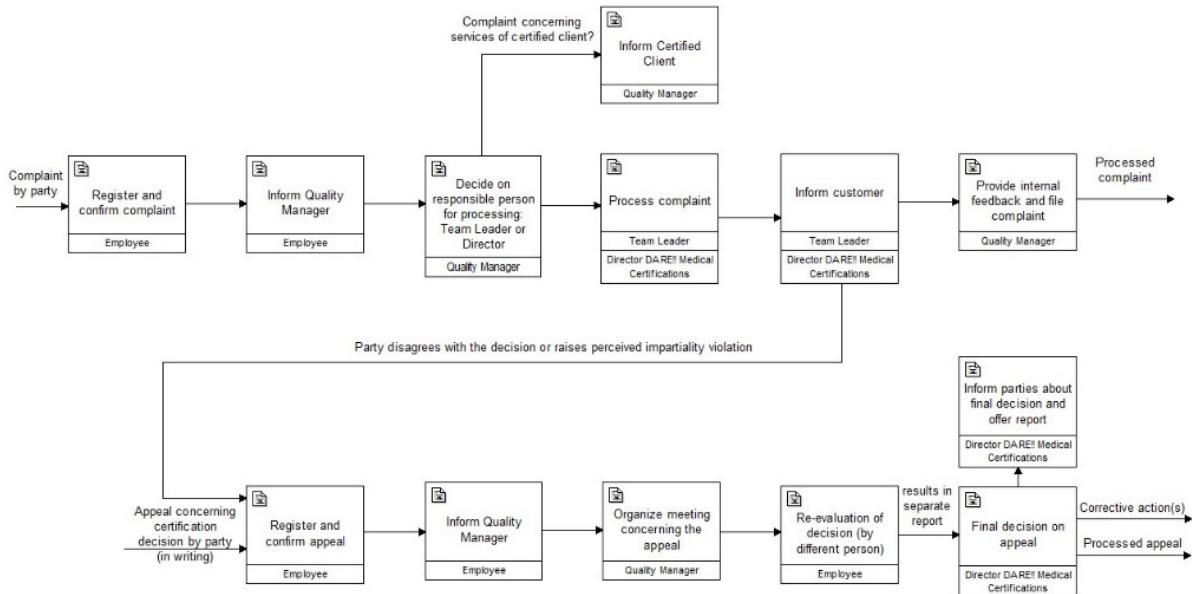 Complaint concerning
services of certified client?
Inform Certified
Client
Quality Manager
Complaint
by party
Register and
confirm complaint
Employee
Inform Quality
Manager
Employee
Decide on
responsible person
for processing:
Team Leader or
Director
Quality Manager
Process complaint
Team Leader
Director DARE!! Medical
Certifications
Inform customer
Team Leader
Director DARE!! Medical
Certifications
Provide internal
feedback and file
complaint
Quality Manager
Processed
complaint
Party disagrees with the decision or raises perceived impartiality violation
Appeal concerning
certification
decision by party
(in writing)
Register and
confirm appeal
Employee
Inform Quality
Manager
Employee
Organize meeting
concerning the
appeal
Quality Manager
Re-evaluation of
decision (by
different person)
Employee
results in
separate
report
Inform parties about
final decision and
offer report
Director DARE!! Medical
Certifications
Final decision on
appeal
Director DARE!! Medical
Certifications
Corrective action(s)
Processed appeal